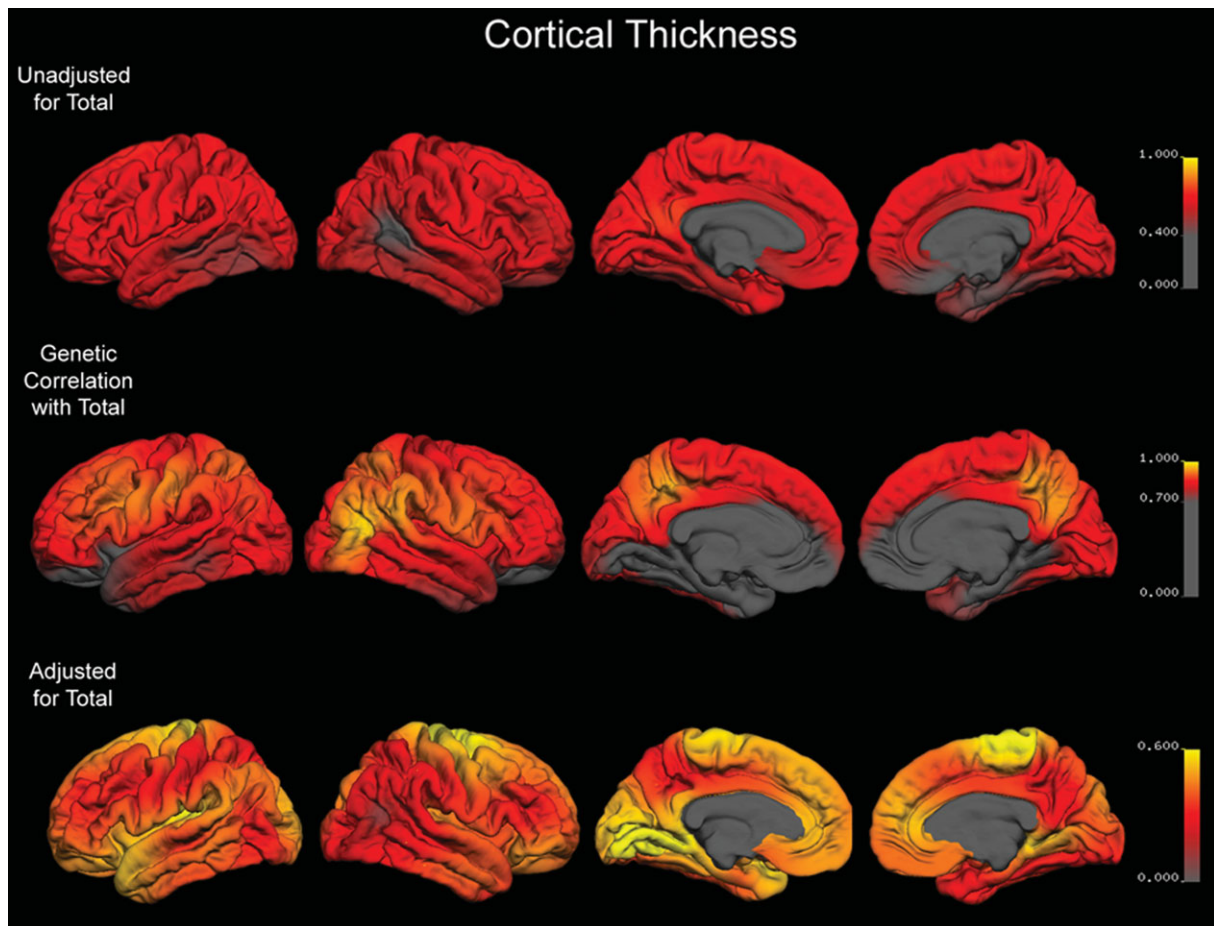 Cortical Thickness
Unadjusted
for Total
1.000
0.400
0.000
Genetic
Correlation
with Total
1.000
0.700
0.000
Adjusted
for Total
0.600
0.000